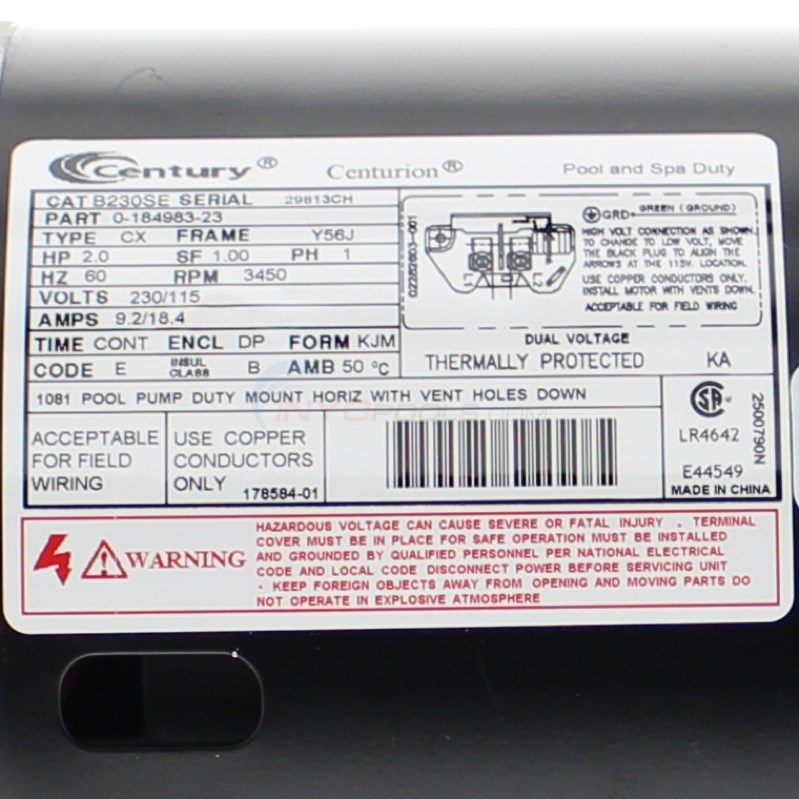 Century® Centurion® Pool and Spa Duty
CAT B230SE SERIAL 29813CH
PART 0-184983-23
TYPE CX FRAME Y56J
HP 2.0 SF 1.00 PH 1
HZ 60 RPM 3450
VOLTS 230/115
AMPS 9.2/18.4
TIME CONT ENCL DP FORM KJM
CODE E INSUL CLASS B AMB 50 °C
GRD- GREEN (GROUND)
HIGH VOLT CONNECTION AS SHOWN.
TO CHANGE TO LOW VOLT, MOVE
THE BLACK PLUG TO ALIGN THE
ARROWS AT THE 115V. LOCATION.
USE COPPER CONDUCTORS ONLY.
INSTALL MOTOR WITH VENTS DOWN.
ACCEPTABLE FOR FIELD WIRING
DUAL VOLTAGE
THERMALLY PROTECTED KA
1081 POOL PUMP DUTY MOUNT HORIZ WITH VENT HOLES DOWN
INYOPOOLS.COM
ACCEPTABLE
FOR FIELD
WIRING
USE COPPER
CONDUCTORS
ONLY 178584-01
LR4642
E44549
MADE IN CHINA
2500790N
WARNING
HAZARDOUS VOLTAGE CAN CAUSE SEVERE OR FATAL INJURY . TERMINAL
COVER MUST BE IN PLACE FOR SAFE OPERATION MUST BE INSTALLED
AND GROUNDED BY QUALIFIED PERSONNEL PER NATIONAL ELECTRICAL
CODE AND LOCAL CODE DISCONNECT POWER BEFORE SERVICING UNIT
- KEEP FOREIGN OBJECTS AWAY FROM OPENING AND MOVING PARTS DO
NOT OPERATE IN EXPLOSIVE ATMOSPHERE